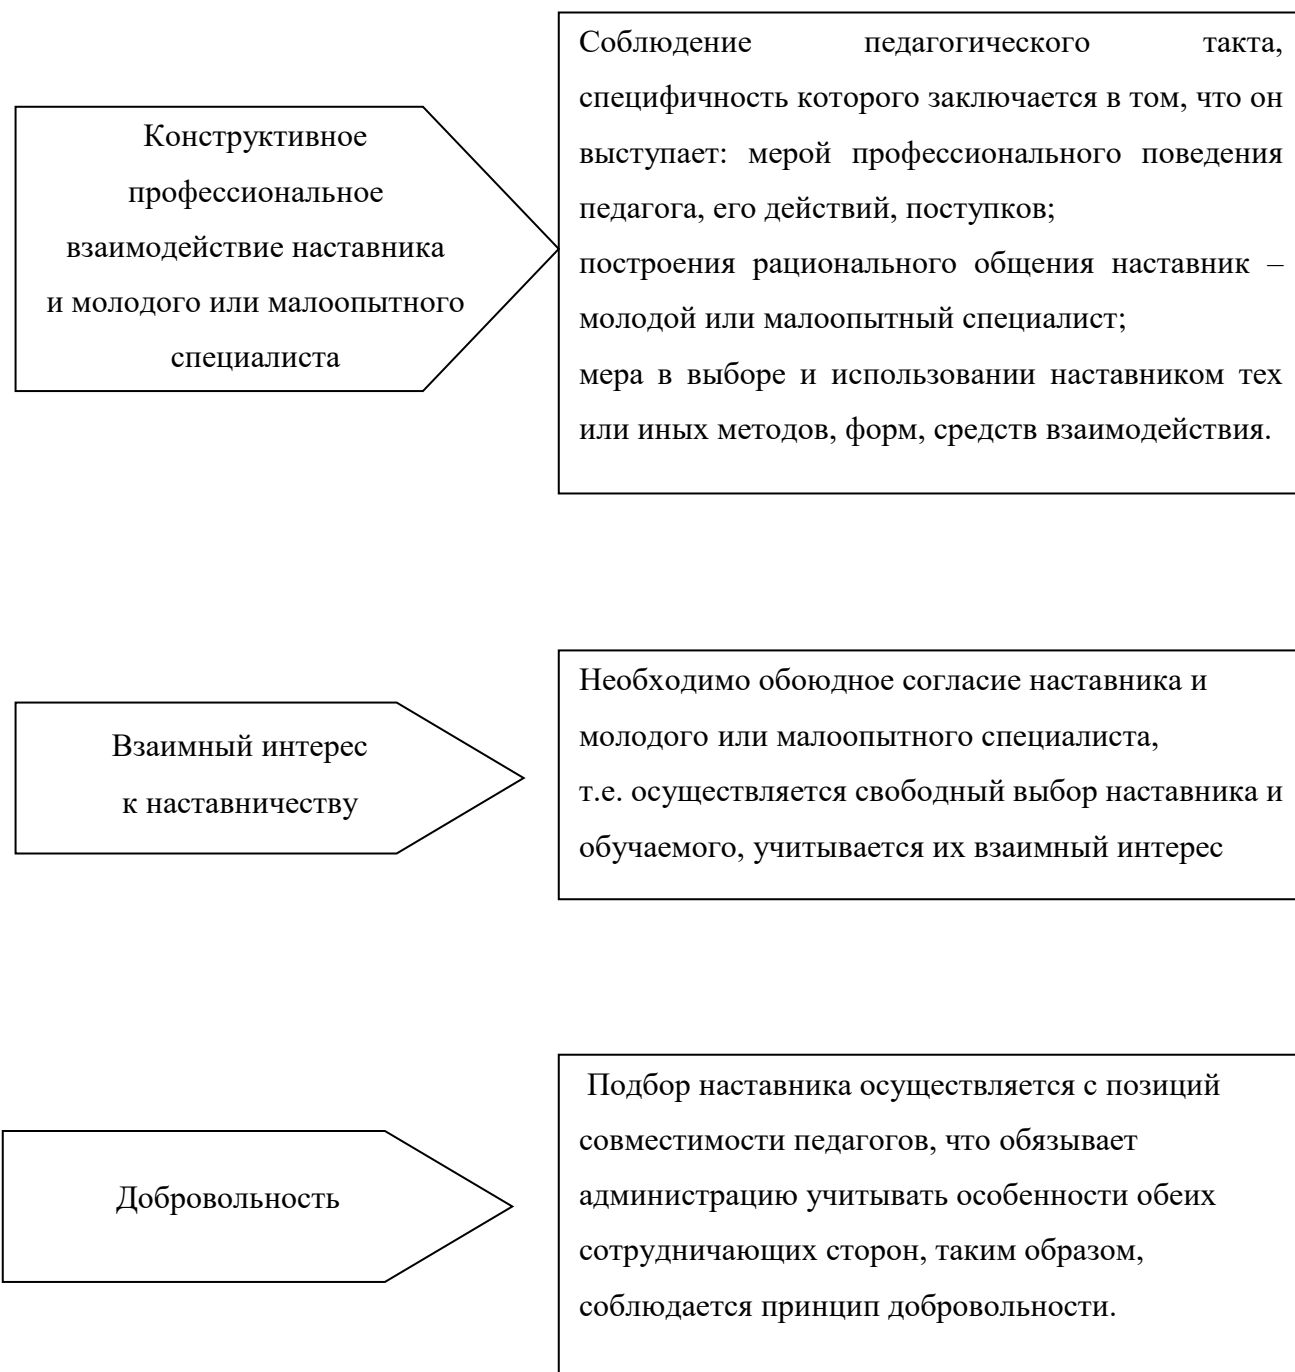 Конструктивное
профессиональное
взаимодействие наставника
и молодого или малоопытного
специалиста
Соблюдение педагогического такта,
специфичность которого заключается в том, что он
выступает: мерой профессионального поведения
педагога, его действий, поступков;
построения рационального общения наставник –
молодой или малоопытный специалист;
мера в выборе и использовании наставником тех
или иных методов, форм, средств взаимодействия.
Взаимный интерес
к наставничеству
Необходимо обоюдное согласие наставника и
молодого или малоопытного специалиста,
т.е. осуществляется свободный выбор наставника и
обучаемого, учитывается их взаимный интерес
Добровольность
Подбор наставника осуществляется с позиций
совместимости педагогов, что обязывает
администрацию учитывать особенности обеих
сотрудничающих сторон, таким образом,
соблюдается принцип добровольности.